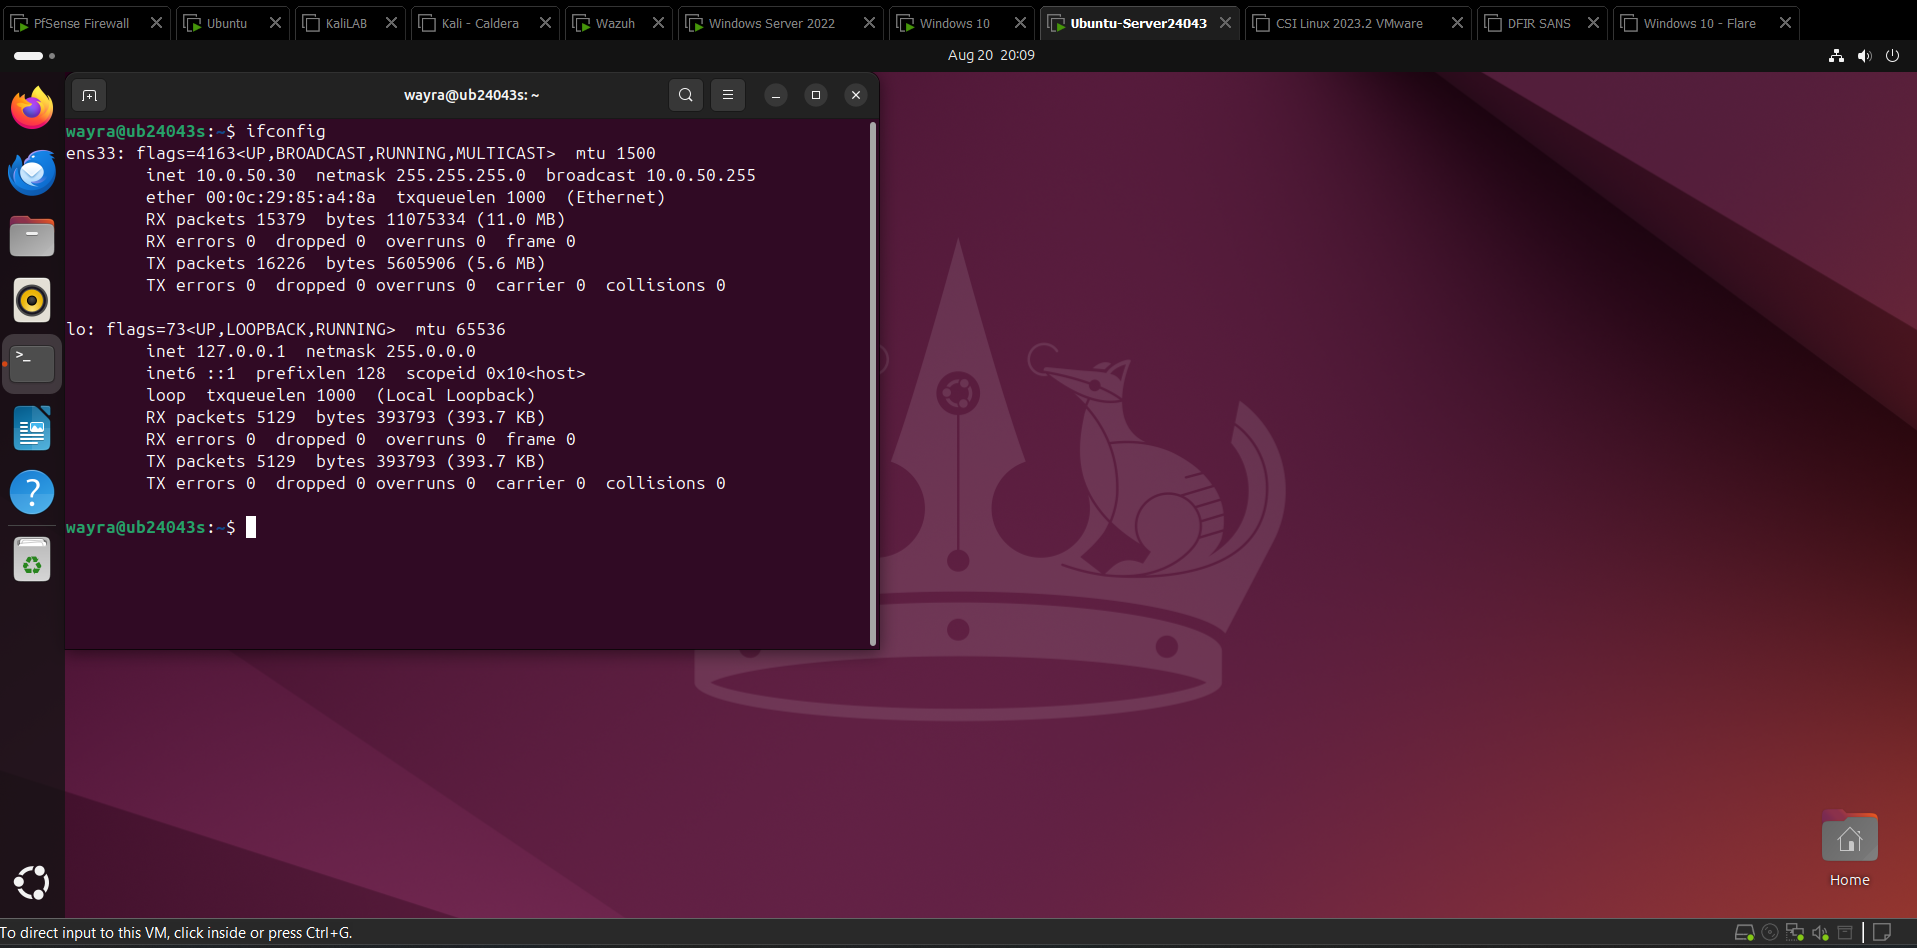 PfSense Firewall
Ubuntu
KaliLAB
Kali - Caldera
Wazuh
Windows Server 2022
Windows 10
Ubuntu-Server24043
CSI Linux 2023.2 VMware
DFIR SANS
Windows 10 - Flare
Aug 20 20:09
wayra@ub24043s: ~
wayra@ub24043s:~$ ifconfig
ens33: flags=4163<UP,BROADCAST,RUNNING,MULTICAST>  mtu 1500
        inet 10.0.50.30  netmask 255.255.255.0  broadcast 10.0.50.255
        ether 00:0c:29:85:a4:8a  txqueuelen 1000  (Ethernet)
        RX packets 15379  bytes 11075334 (11.0 MB)
        RX errors 0  dropped 0  overruns 0  frame 0
        TX packets 16226  bytes 5605906 (5.6 MB)
        TX errors 0  dropped 0 overruns 0  carrier 0  collisions 0
lo: flags=73<UP,LOOPBACK,RUNNING>  mtu 65536
        inet 127.0.0.1  netmask 255.0.0.0
        inet6 ::1  prefixlen 128  scopeid 0x10<host>
        loop  txqueuelen 1000  (Local Loopback)
        RX packets 5129  bytes 393793 (393.7 KB)
        RX errors 0  dropped 0  overruns 0  frame 0
        TX packets 5129  bytes 393793 (393.7 KB)
        TX errors 0  dropped 0 overruns 0  carrier 0  collisions 0
wayra@ub24043s:~$
Home
To direct input to this VM, click inside or press Ctrl+G.